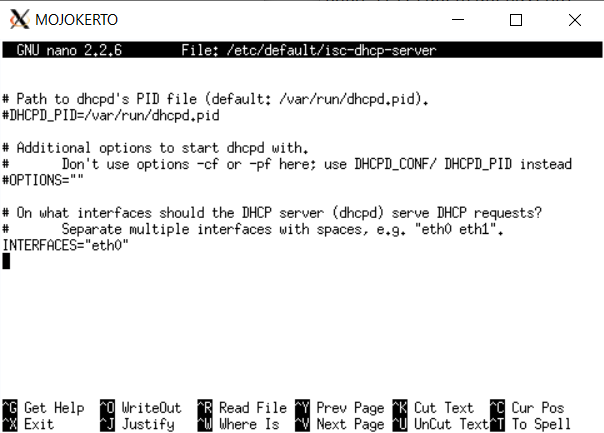 MOJOKERTO
GNU nano 2.2.6 File: /etc/default/isc-dhcp-server
# Path to dhcpd's PID file (default: /var/run/dhcpd.pid).
#DHCPD_PID=/var/run/dhcpd.pid
# Additional options to start dhcpd with.
# Don't use options -cf or -pf here; use DHCPD_CONF/ DHCPD_PID instead
#OPTIONS=""
# On what interfaces should the DHCP server (dhcpd) serve DHCP requests?
# Separate multiple interfaces with spaces, e.g. "eth0 eth1".
INTERFACES="eth0"
^G Get Help ^O WriteOut ^R Read File ^Y Prev Page ^K Cut Text ^C Cur Pos
^X Exit ^J Justify ^W Where Is ^V Next Page ^U UnCut Text ^T To Spell